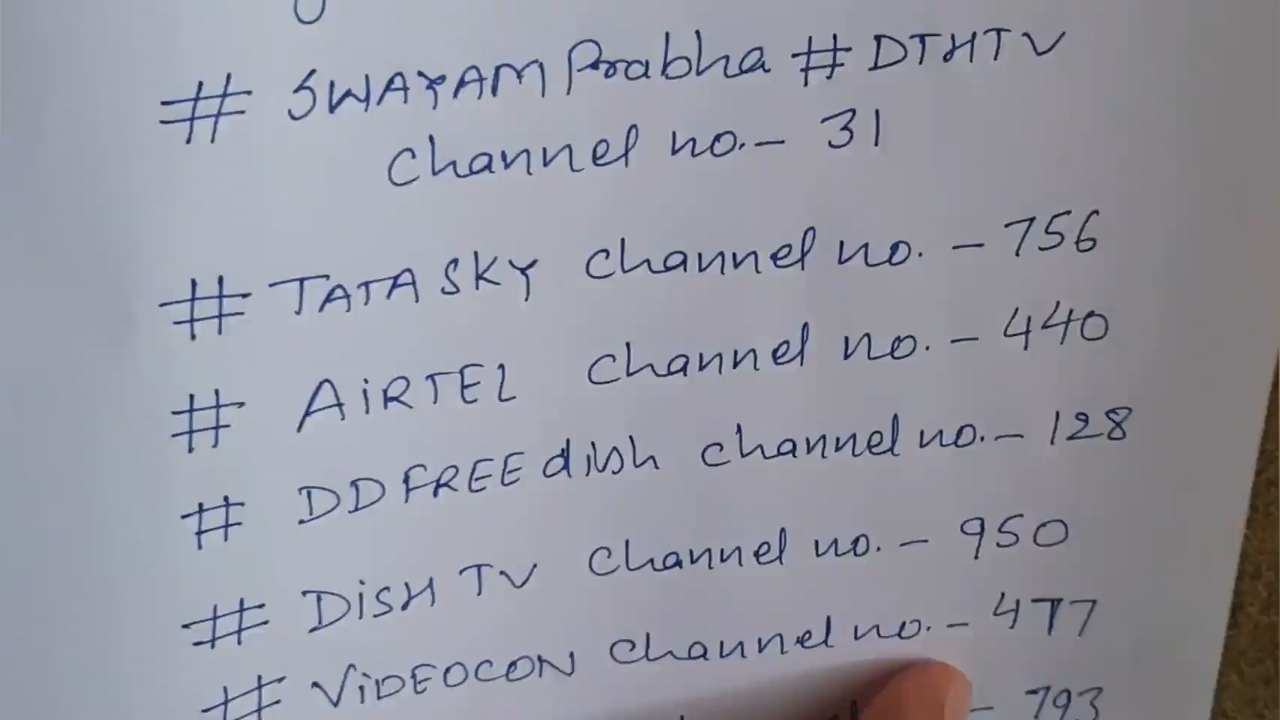 # SWAYAM Prabha # DTHTV
Channel no.- 31
# TATA SKY Channel no. - 756
# AiRTEL Channel no. - 440
# DD FREE dish channel no.- 128
# DiSH TV Channel no. - 950
# ViDEOCON Channel no.- 477
- 793